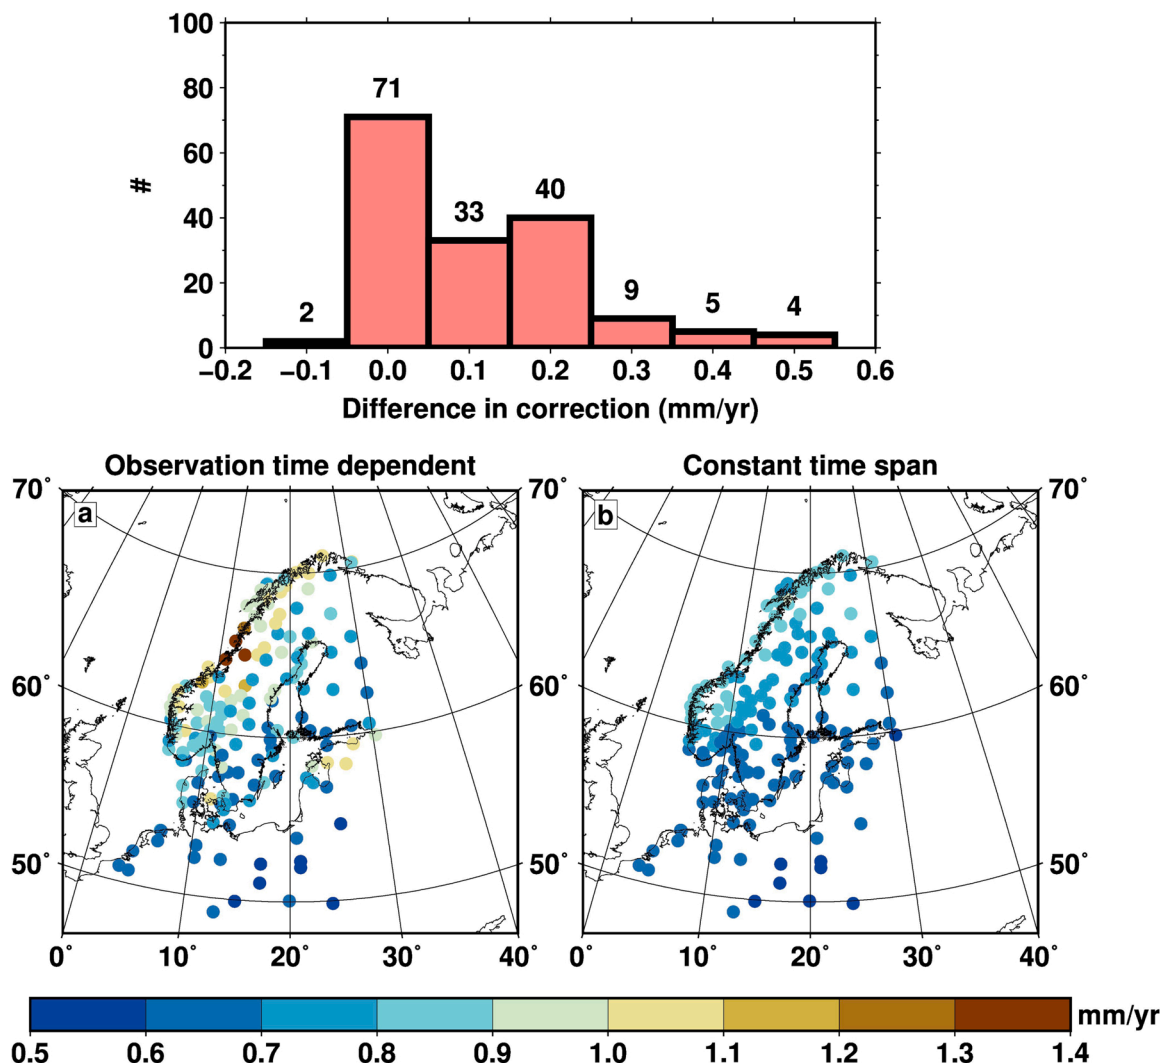 100
80
60
40
20
0
#
2
71
33
40
9
5
4
−0.2 −0.1 0.0 0.1 0.2 0.3 0.4 0.5 0.6
Difference in correction (mm/yr)
Observation time dependent
a
70°
60°
50°
0° 10° 20° 30° 40°
Constant time span
b
70°
60°
50°
0° 10° 20° 30° 40°
0.5 0.6 0.7 0.8 0.9 1.0 1.1 1.2 1.3 1.4
mm/yr